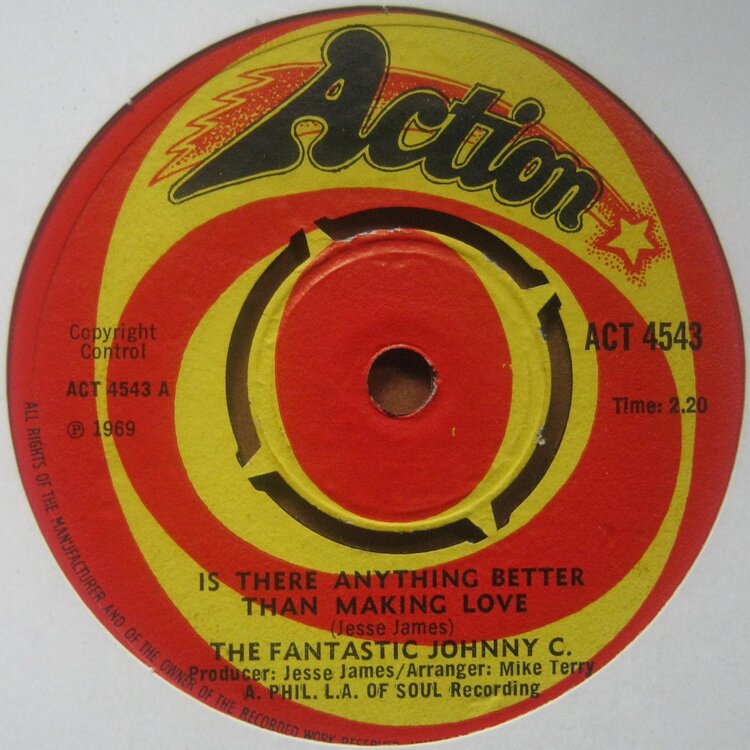 Action
Copyright
Control
ACT 4543 A
℗ 1969
ACT 4543
Time: 2.20
IS THERE ANYTHING BETTER
THAN MAKING LOVE
(Jesse James)
THE FANTASTIC JOHNNY C.
Producer: Jesse James/Arranger: Mike Terry
A. PHIL. L.A. OF SOUL Recording
ALL RIGHTS OF THE MANUFACTURER AND OF THE OWNER OF THE RECORDED WORK